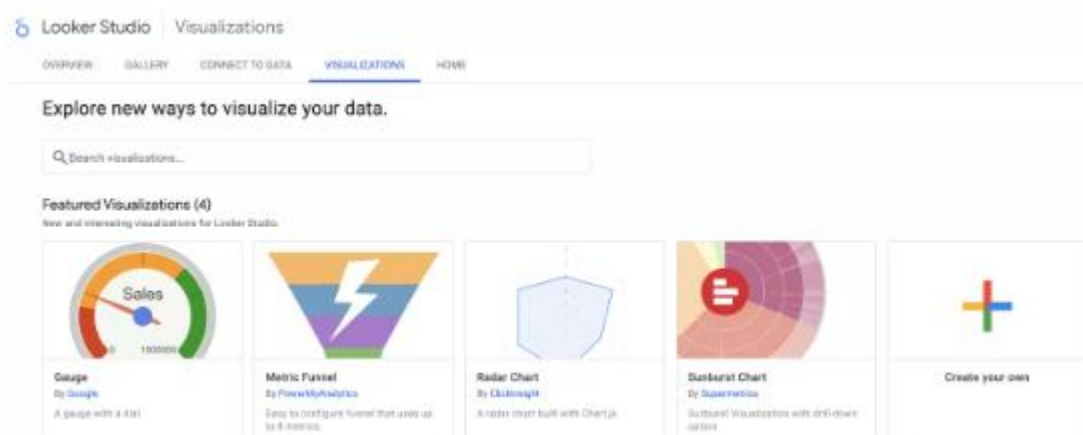 Looker Studio Visualizations
OVERVIEW GALLERY CONNECT TO DATA VISUALIZATIONS HOME
Explore new ways to visualize your data.
Search visualizations...
Featured Visualizations (4)
New and interesting visualizations for Looker Studio.
Sales
0 1000000
Gauge
By Google
A gauge with a dial.
Metric Funnel
By PowerMyAnalytics
Easy to configure funnel that uses up
to 8 metrics.
Radar Chart
By ClickInsight
A radar chart built with Chart.js
Sunburst Chart
By Supermetrics
Sunburst Visualization with drill-down
option
Create your own